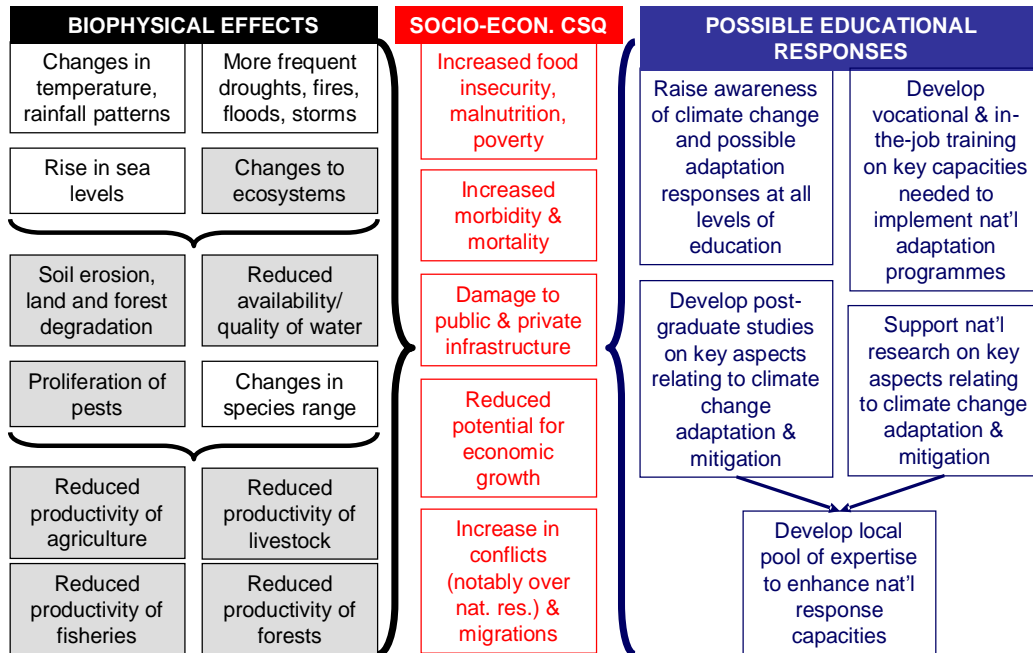 BIOPHYSICAL EFFECTS
Changes in
temperature,
rainfall patterns
More frequent
droughts, fires,
floods, storms
Rise in sea
levels
Changes to
ecosystems
Soil erosion,
land and forest
degradation
Reduced
availability/
quality of water
Proliferation of
pests
Changes in
species range
Reduced
productivity of
agriculture
Reduced
productivity of
livestock
Reduced
productivity of
fisheries
Reduced
productivity of
forests
SOCIO-ECON. CSQ
Increased food
insecurity,
malnutrition,
poverty
Increased
morbidity &
mortality
Damage to
public & private
infrastructure
Reduced
potential for
economic
growth
Increase in
conflicts
(notably over
nat. res.) &
migrations
POSSIBLE EDUCATIONAL
RESPONSES
Raise awareness
of climate change
and possible
adaptation
responses at all
levels of
education
Develop
vocational & in-
the-job training
on key capacities
needed to
implement nat'l
adaptation
programmes
Develop post-
graduate studies
on key aspects
relating to climate
change
adaptation &
mitigation
Support nat'l
research on key
aspects relating
to climate change
adaptation &
mitigation
Develop local
pool of expertise
to enhance nat'l
response
capacities